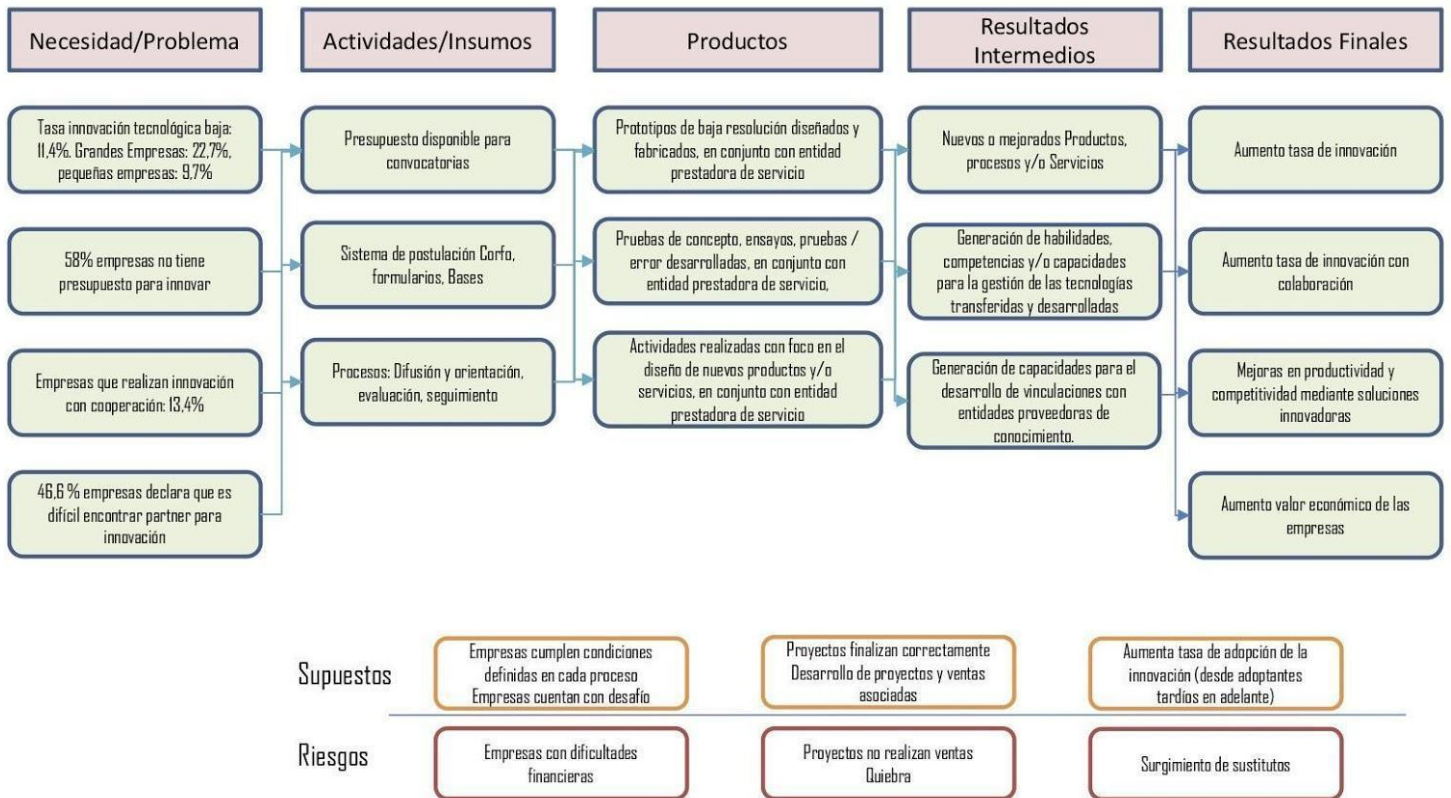 Necesidad/Problema
Actividades/Insumos
Productos
Resultados
Intermedios
Resultados Finales
Tasa innovación tecnológica baja:
11,4%. Grandes Empresas: 22,7%,
pequeñas empresas: 9,7%
58% empresas no tiene
presupuesto para innovar
Empresas que realizan innovación
con cooperación: 13,4%
46,6 % empresas declara que es
difícil encontrar partner para
innovación
Presupuesto disponible para
convocatorias
Sistema de postulación Corfo,
formularios, Bases
Procesos: Difusión y orientación,
evaluación, seguimiento
Prototipos de baja resolución diseñados y
fabricados, en conjunto con entidad
prestadora de servicio
Pruebas de concepto, ensayos, pruebas /
error desarrolladas, en conjunto con
entidad prestadora de servicio,
Actividades realizadas con foco en el
diseño de nuevos productos y/o
servicios, en conjunto con entidad
prestadora de servicio
Nuevos o mejorados Productos,
procesos y/o Servicios
Generación de habilidades,
competencias y/o capacidades
para la gestión de las tecnologías
transferidas y desarrolladas
Generación de capacidades para el
desarrollo de vinculaciones con
entidades proveedoras de
conocimiento.
Aumento tasa de innovación
Aumento tasa de innovación con
colaboración
Mejoras en productividad y
competitividad mediante soluciones
innovadoras
Aumento valor económico de las
empresas
Supuestos
Empresas cumplen condiciones
definidas en cada proceso
Empresas cuentan con desafío
Proyectos finalizan correctamente
Desarrollo de proyectos y ventas
asociadas
Aumenta tasa de adopción de la
innovación (desde adoptantes
tardíos en adelante)
Riesgos
Empresas con dificultades
financieras
Proyectos no realizan ventas
Quiebra
Surgimiento de sustitutos